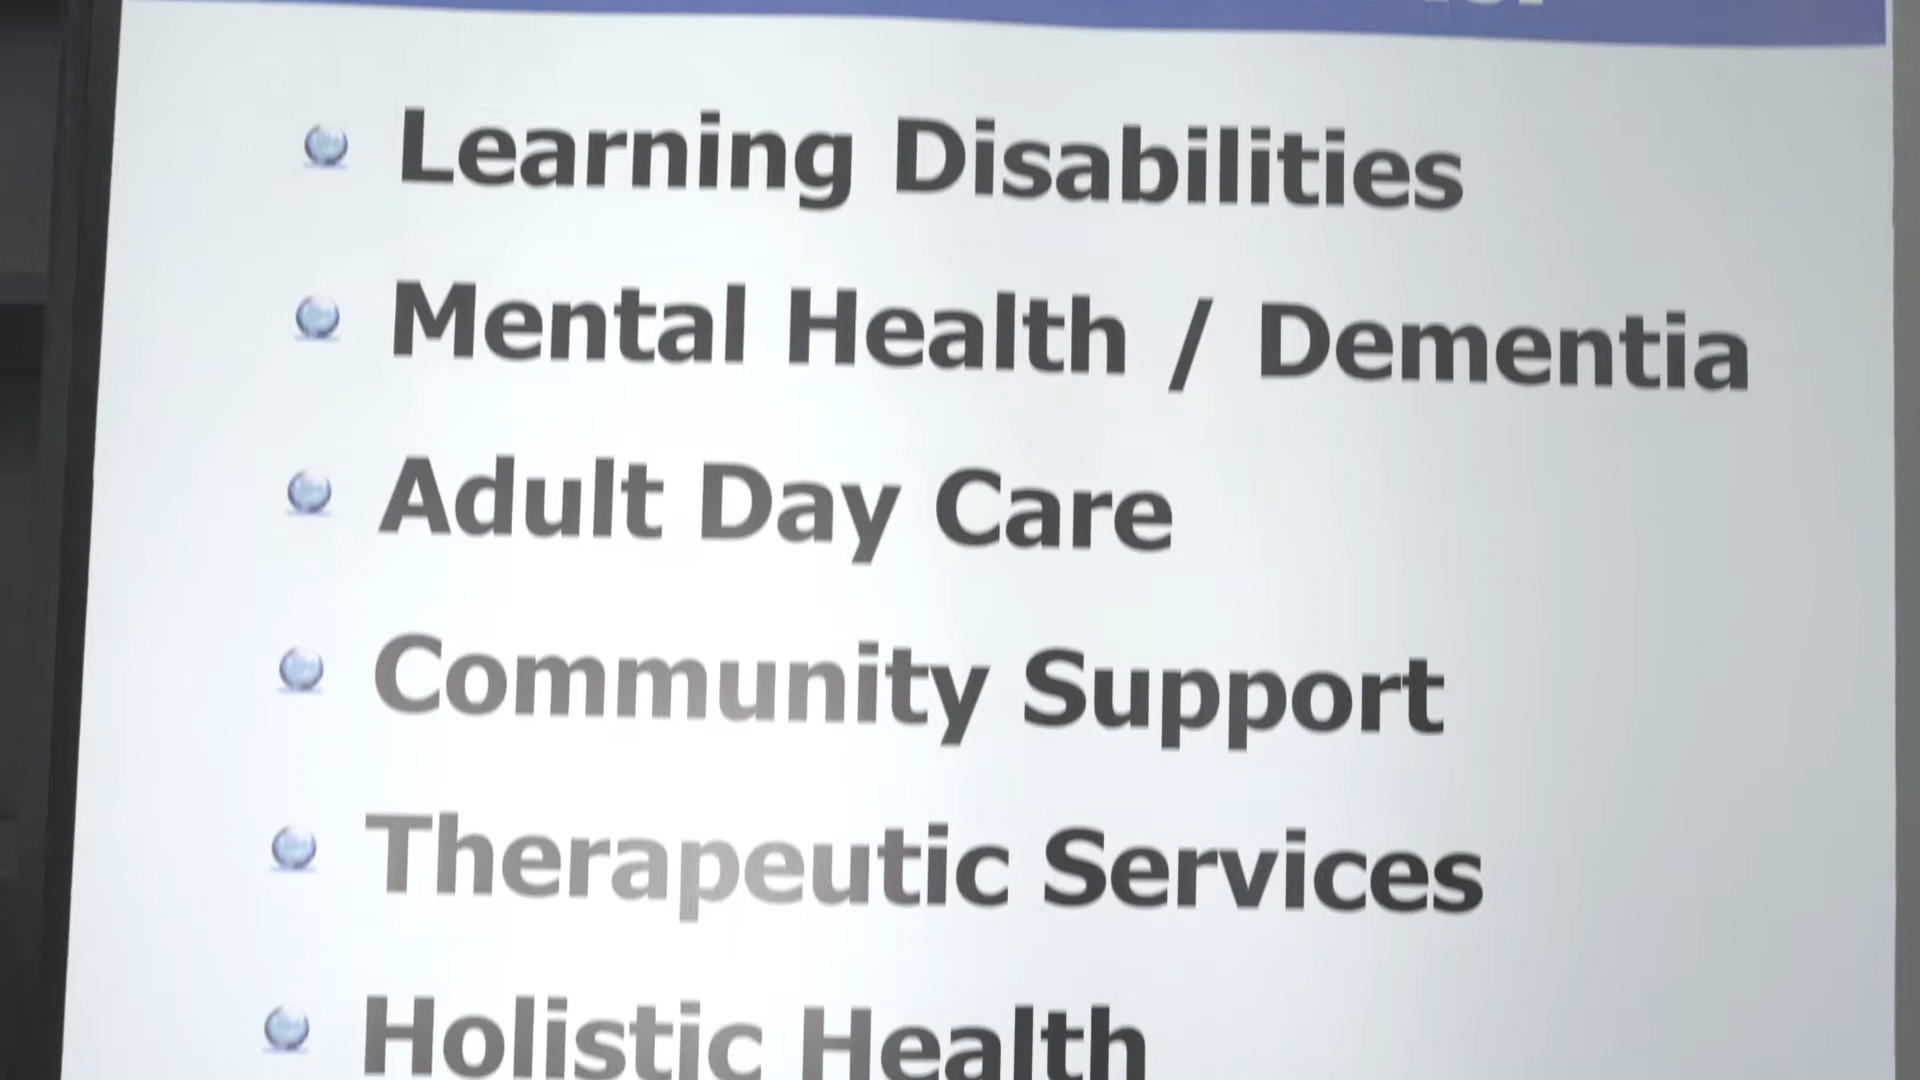 Learning Disabilities
Mental Health / Dementia
Adult Day Care
Community Support
Therapeutic Services
Holistic Health